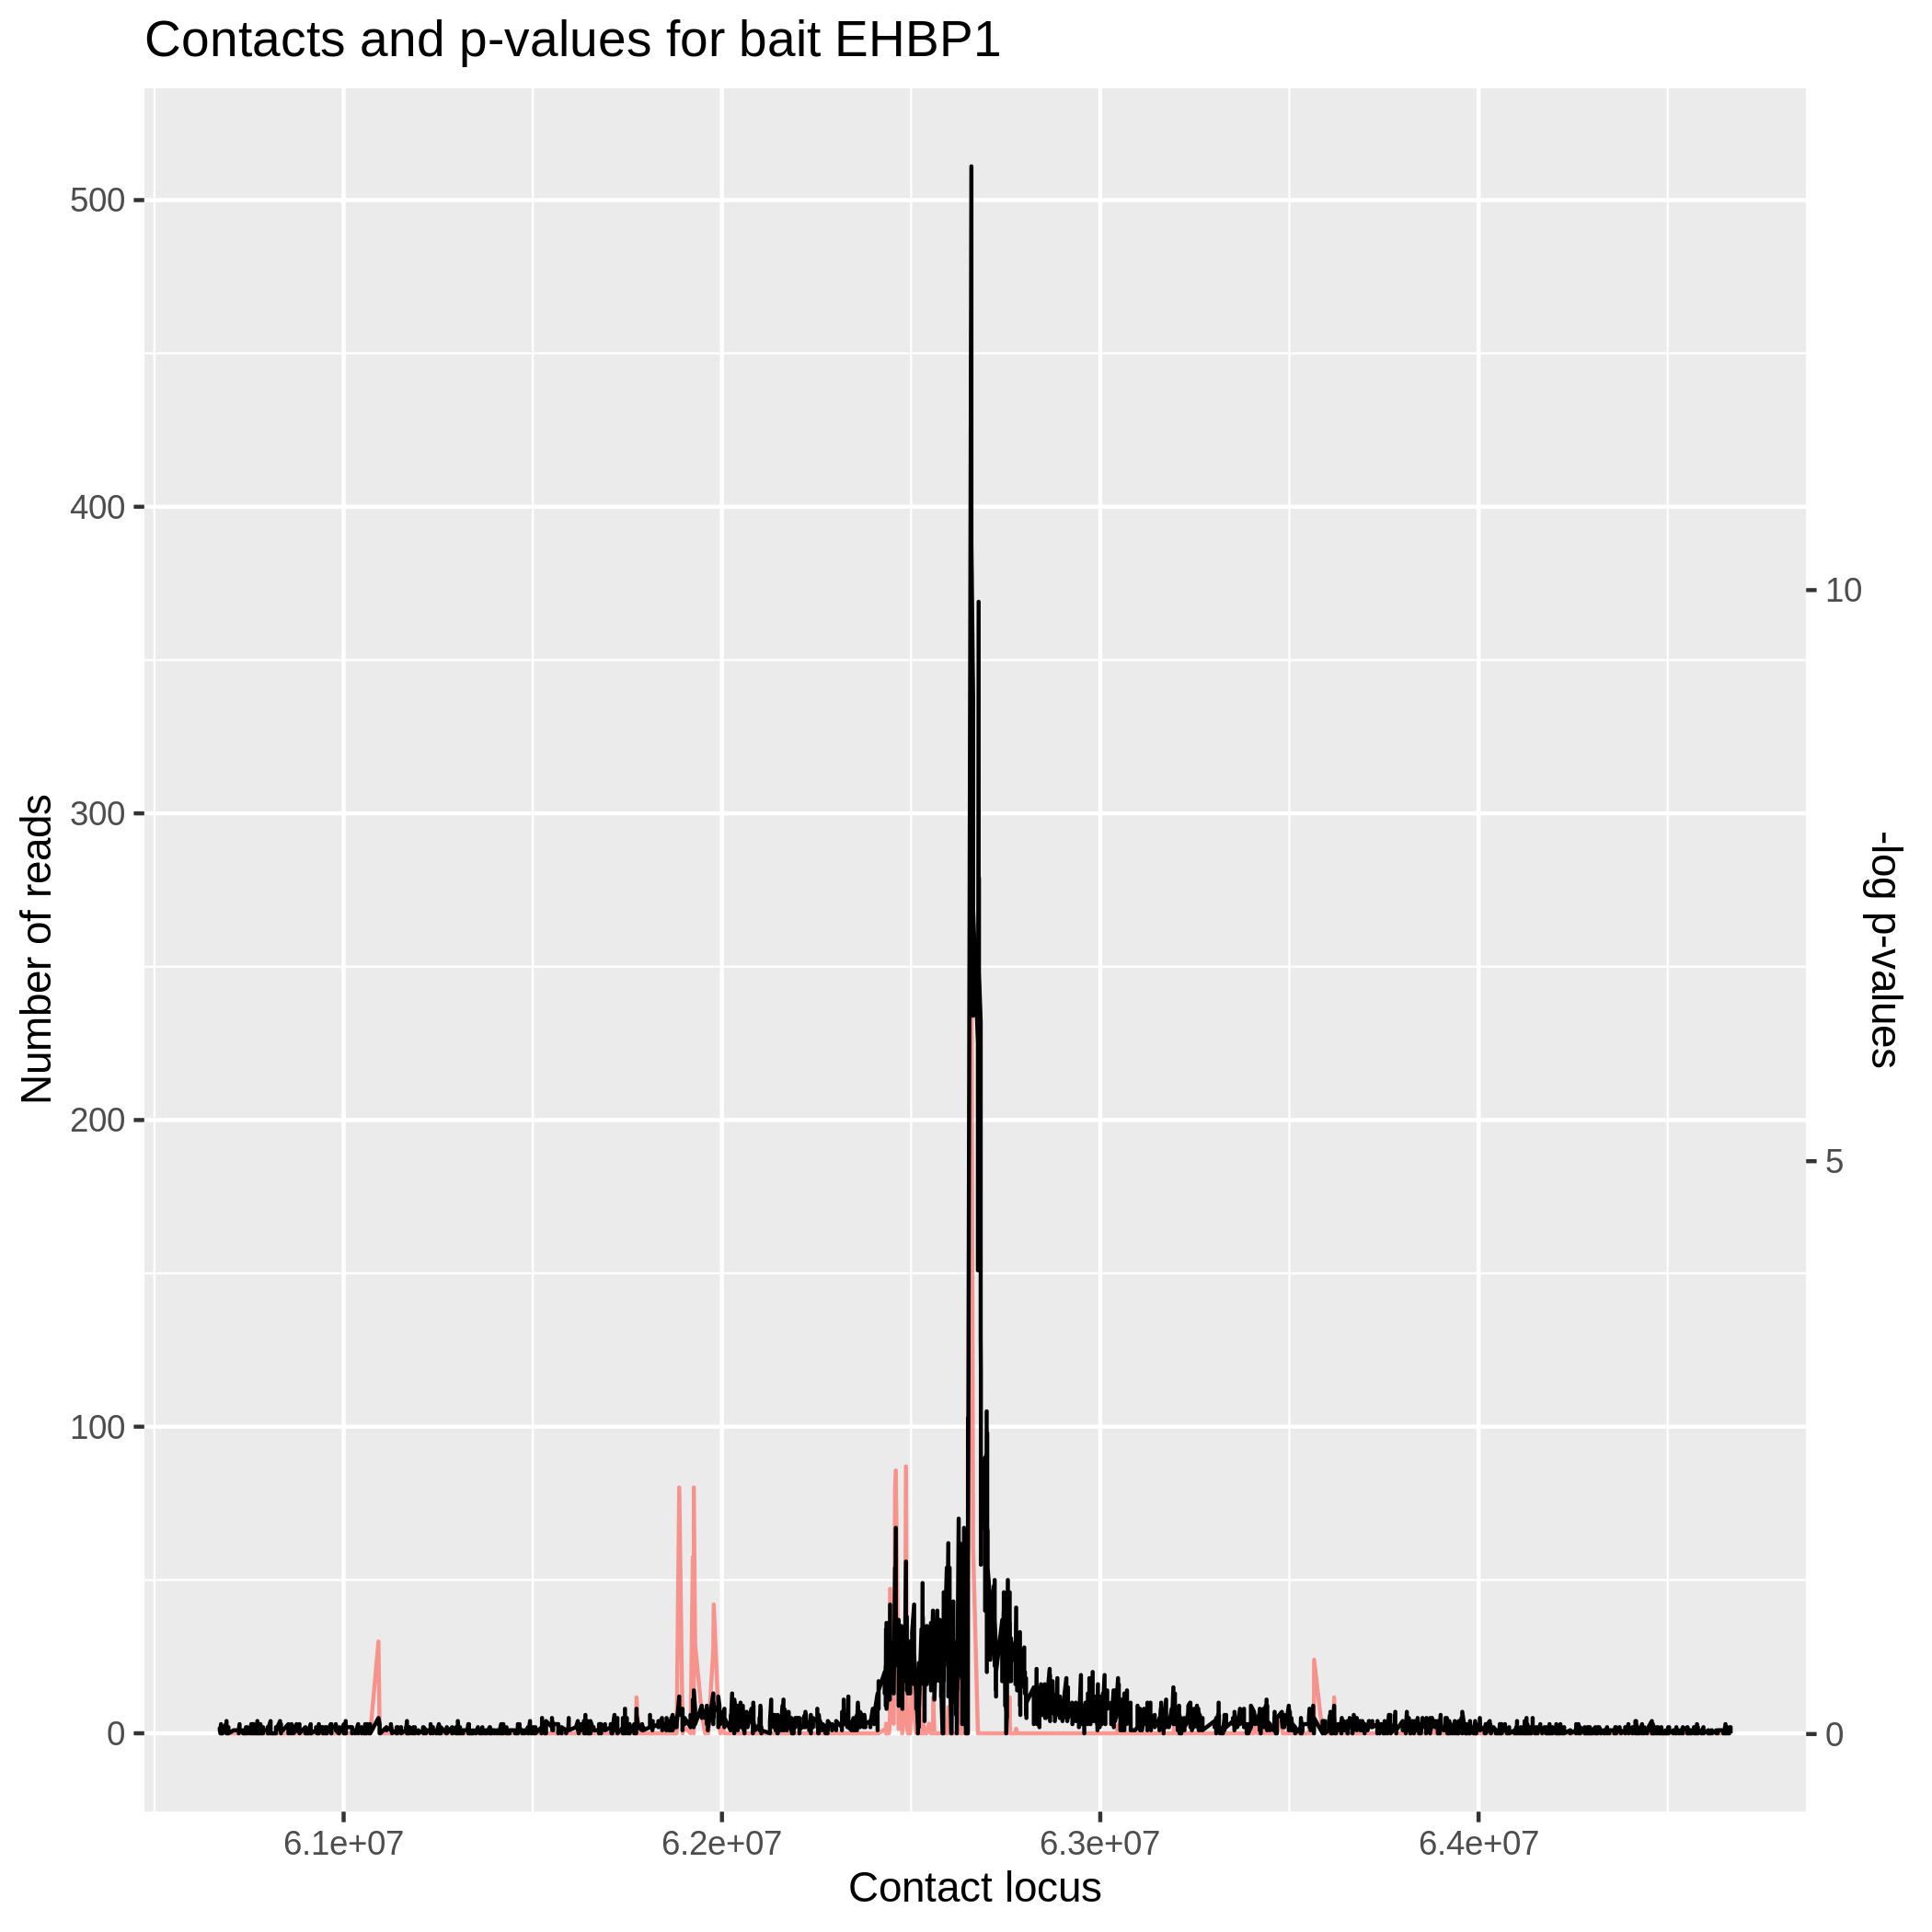 Contacts and p-values for bait EHBP1
500
400
300
200
100
0
Number of reads
10
5
0
-log p-values
6.1e+07
6.2e+07
6.3e+07
6.4e+07
Contact locus